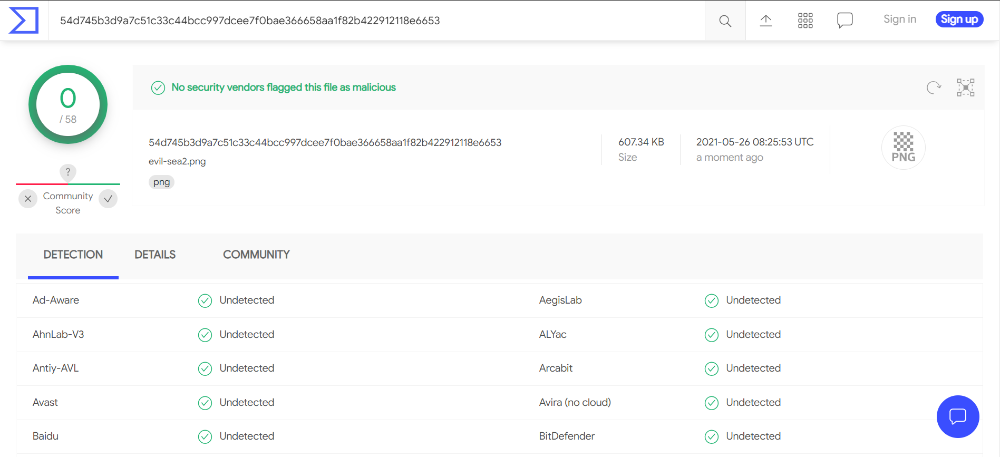 54d745b3d9a7c51c33c44bcc997dcee7f0bae366658aa1f82b422912118e6653
Sign in
Sign up
0
/ 58
No security vendors flagged this file as malicious
54d745b3d9a7c51c33c44bcc997dcee7f0bae366658aa1f82b422912118e6653
evil-sea2.png
png
607.34 KB
Size
2021-05-26 08:25:53 UTC
a moment ago
PNG
?
Community
Score
DETECTION
DETAILS
COMMUNITY
Ad-Aware Undetected AegisLab Undetected
AhnLab-V3 Undetected ALYac Undetected
Antiy-AVL Undetected Arcabit Undetected
Avast Undetected Avira (no cloud) Undetected
Baidu Undetected BitDefender Undetected